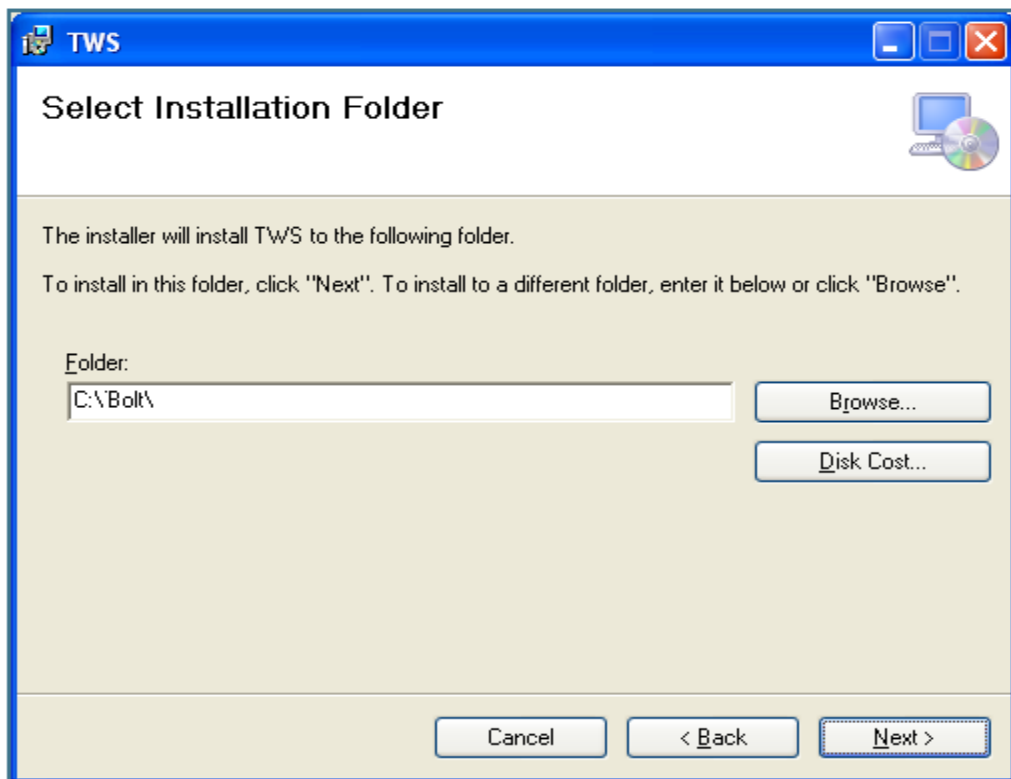 TWS
Select Installation Folder
The installer will install TWS to the following folder.
To install in this folder, click "Next". To install to a different folder, enter it below or click "Browse".
Folder:
C:\Bolt\
Browse...
Disk Cost...
Cancel
< Back
Next >